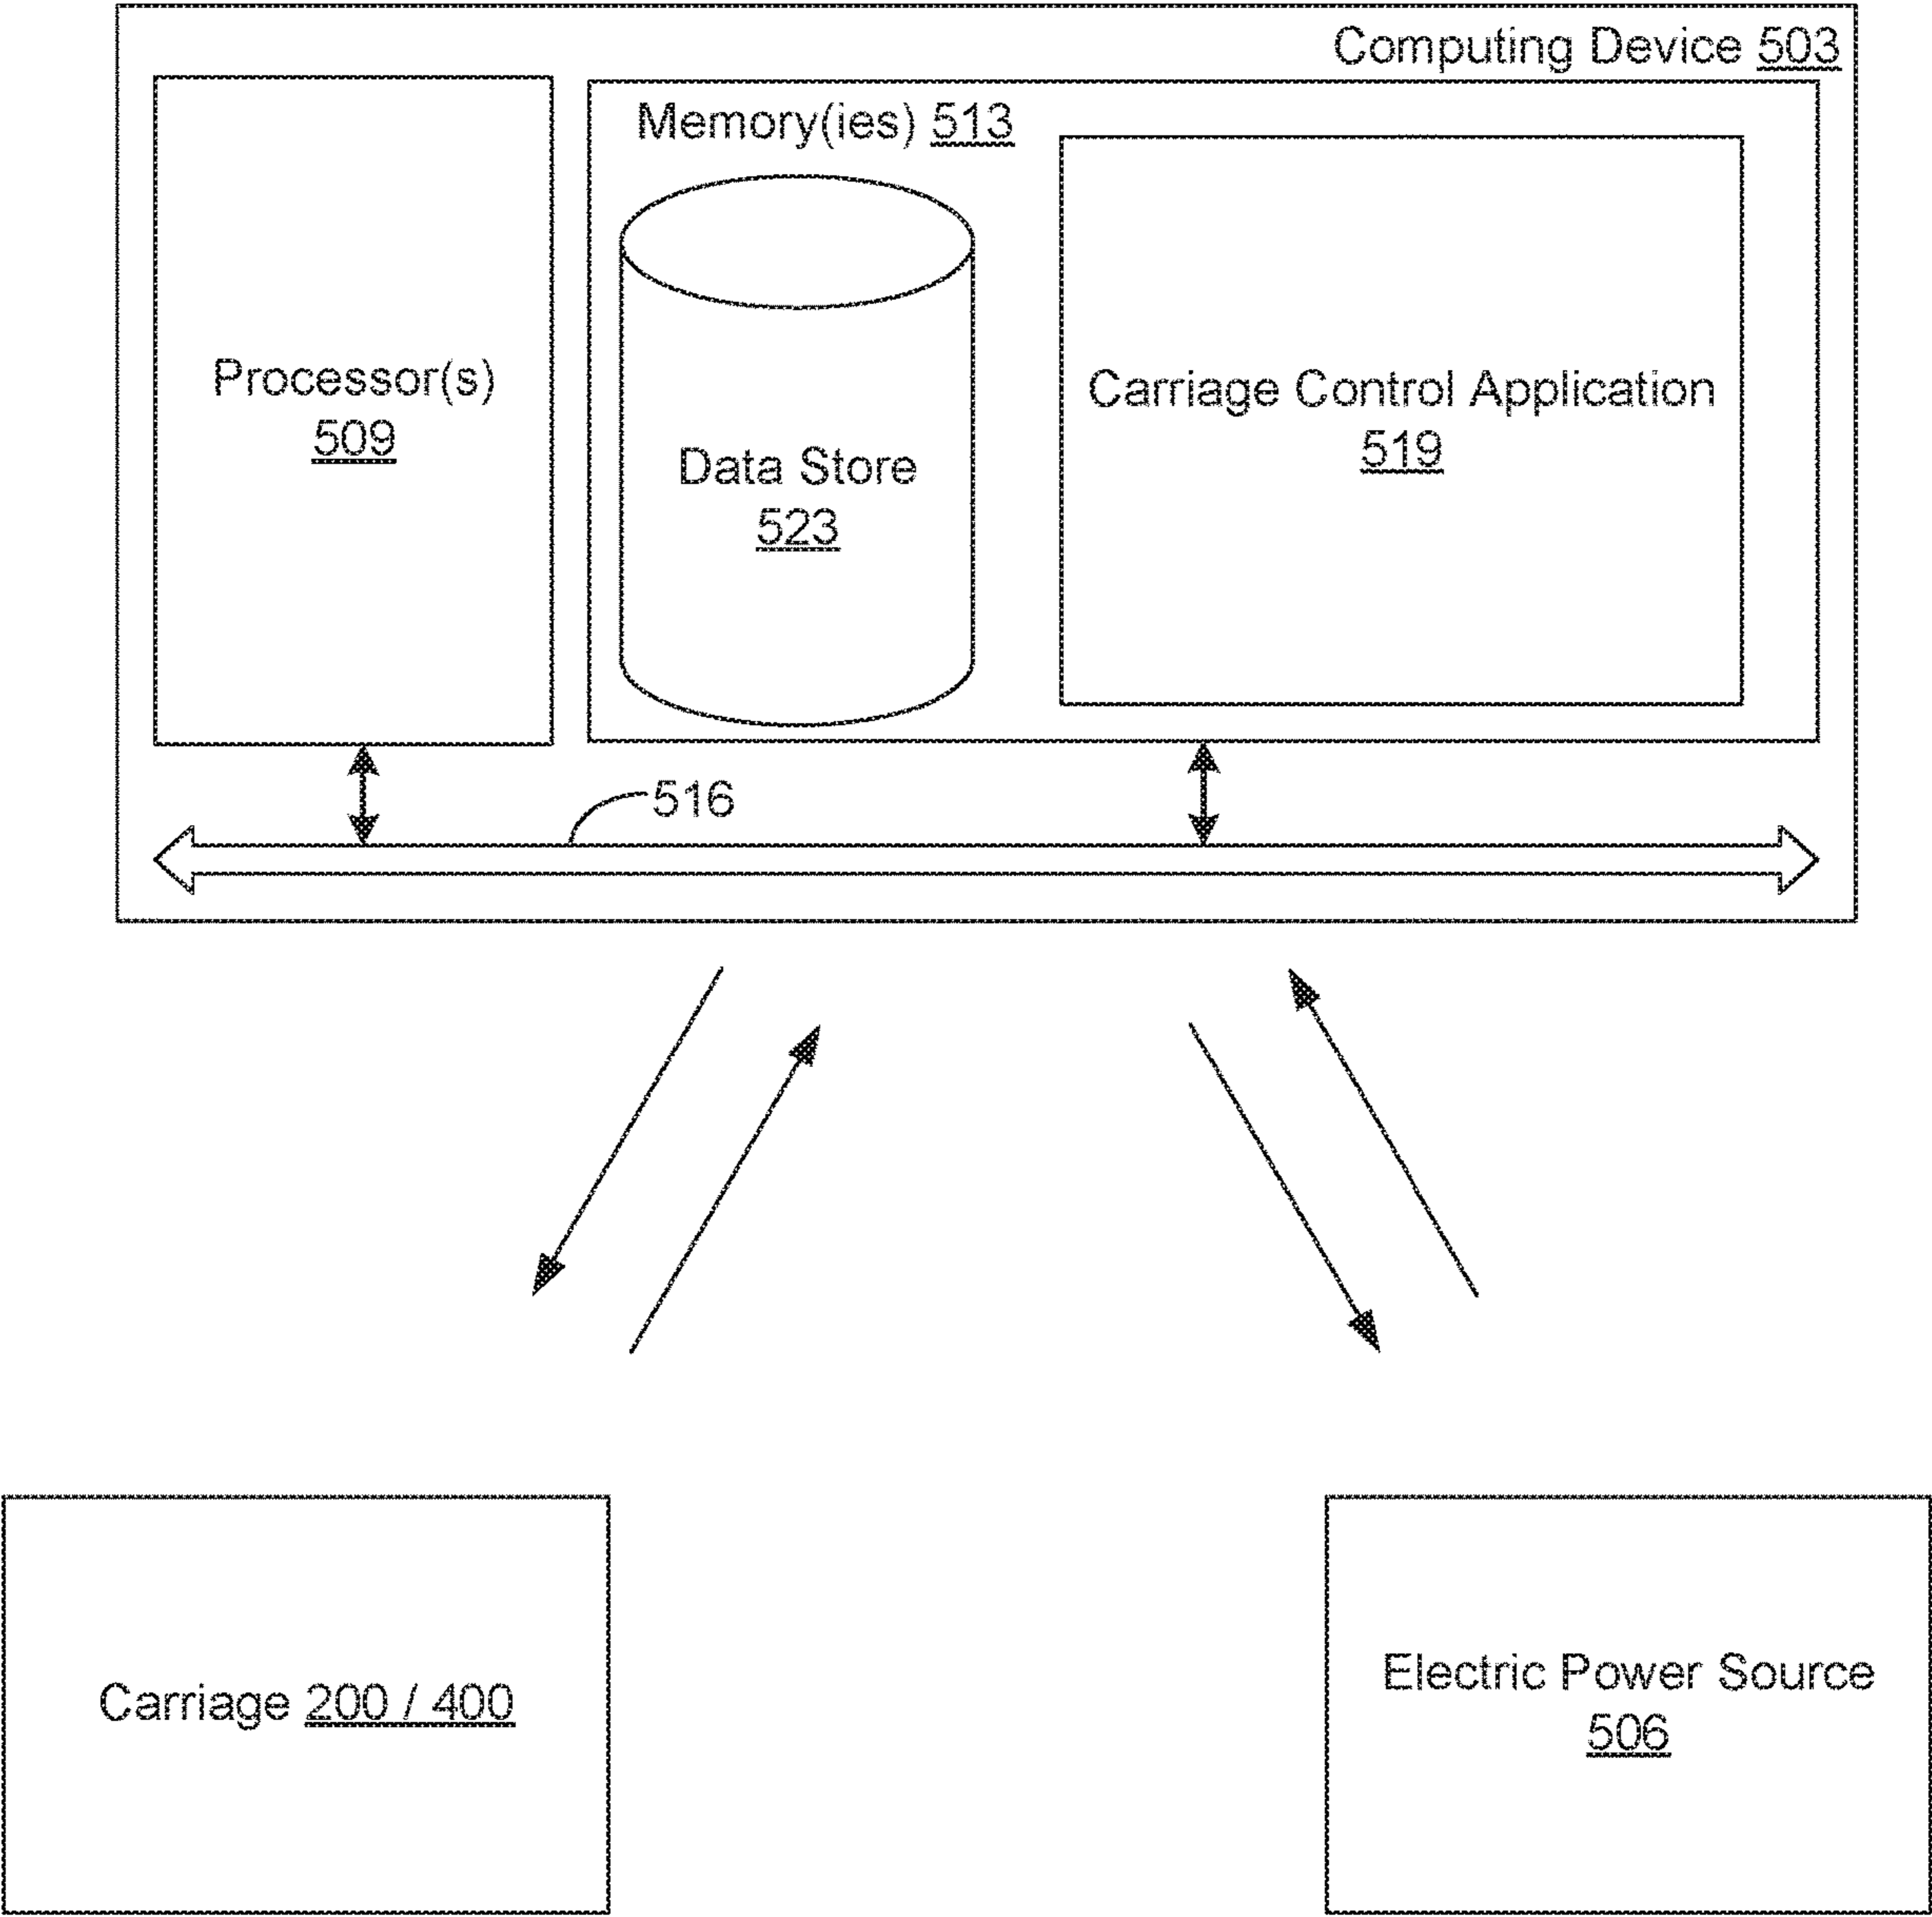 Computing Device 503
Memory(ies) 513
Processor(s)
509
Data Store
523
Carriage Control Application
519
516
Carriage 200 / 400
Electric Power Source
506